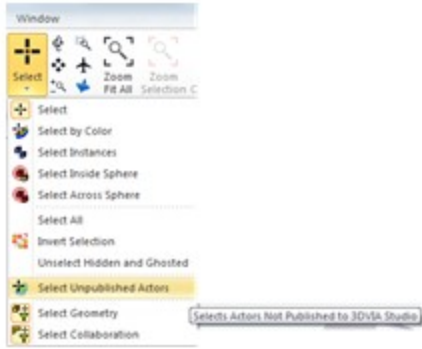 Window
Select
Zoom
Fit All
Zoom
Selection
Select
Select by Color
Select Instances
Select Inside Sphere
Select Across Sphere
Select All
Invert Selection
Unselect Hidden and Ghosted
Select Unpublished Actors
Select Geometry
Selects Actors Not Published to 3DVIA Studio
Select Collaboration